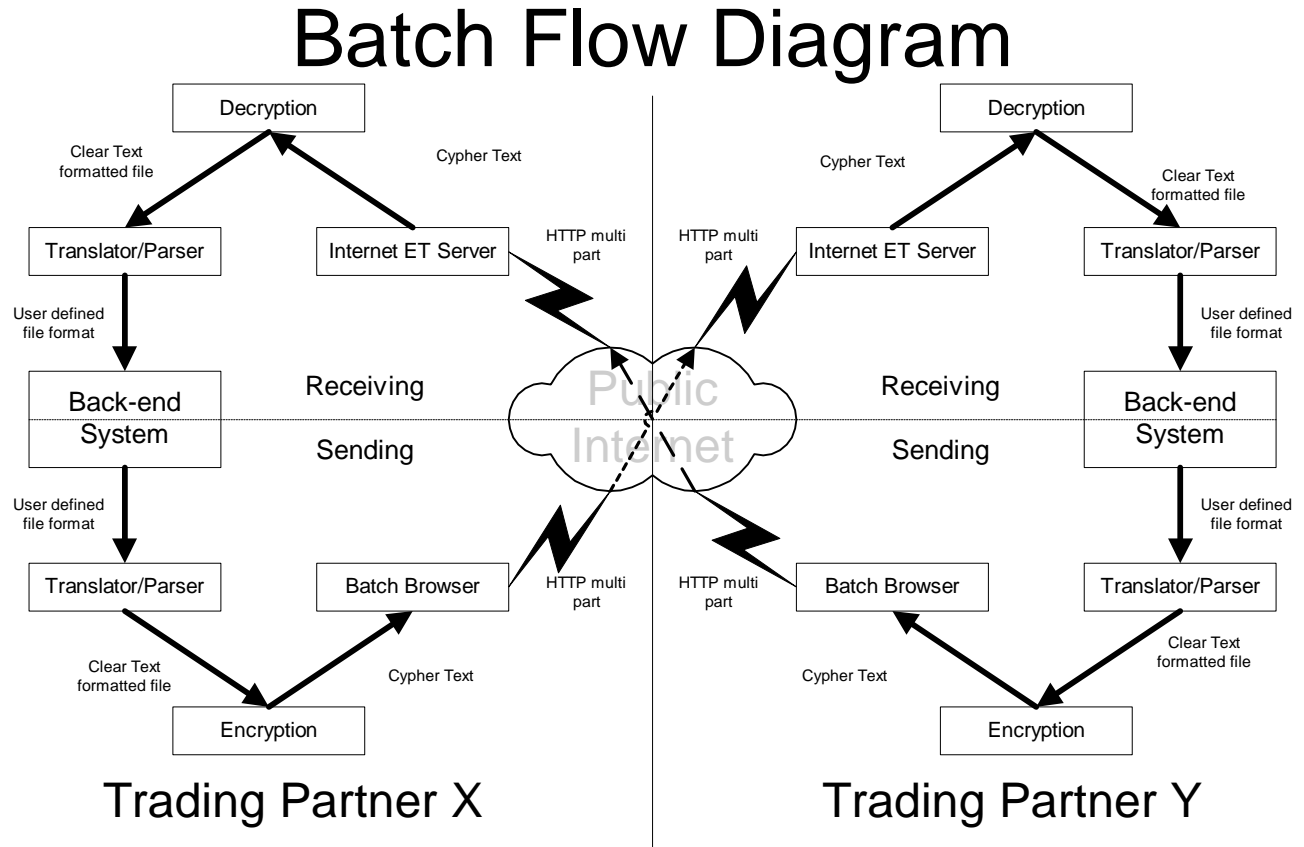 Batch Flow Diagram
Decryption
Decryption
Clear Text
formatted file
Cypher Text
Cypher Text
Clear Text
formatted file
Translator/Parser
Internet ET Server
HTTP multi
part
HTTP multi
part
Internet ET Server
Translator/Parser
User defined
file format
User defined
file format
Back-end
System
Receiving
Sending
Public
Internet
Receiving
Sending
Back-end
System
User defined
file format
User defined
file format
Translator/Parser
Batch Browser
HTTP multi
part
HTTP multi
part
Batch Browser
Translator/Parser
Clear Text
formatted file
Cypher Text
Cypher Text
Clear Text
formatted file
Encryption
Encryption
Trading Partner X
Trading Partner Y